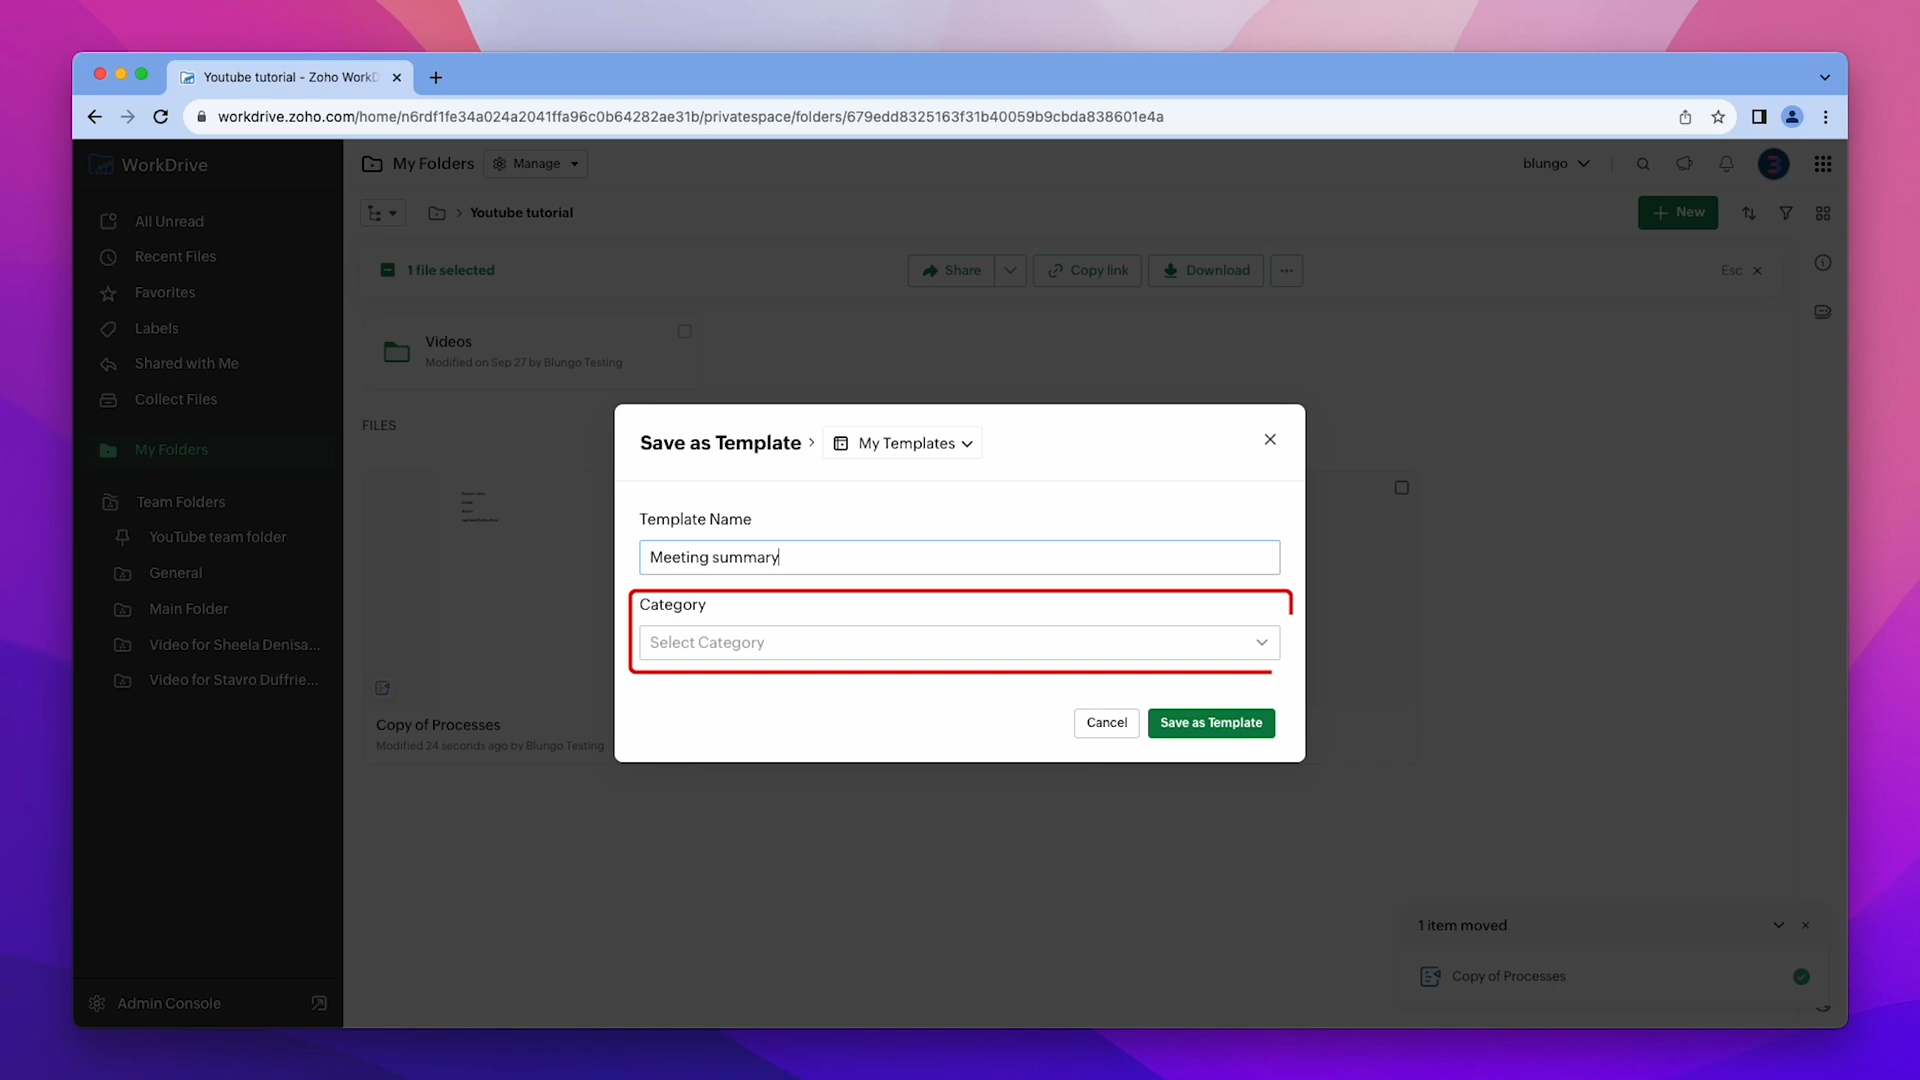 Youtube tutorial - Zoho WorkD
workdrive.zoho.com/home/n6rdf1fe34a024a2041ffa96c0b64282ae31b/privatespace/folders/679edd8325163f31b40059b9cbda838601e4a
WorkDrive
My Folders
Manage
blungo
All Unread
Recent Files
Favorites
Labels
Shared with Me
Collect Files
My Folders
Team Folders
YouTube team folder
General
Main Folder
Video for Sheela Denisa...
Video for Stavro Duffrie...
Admin Console
Youtube tutorial
New
1 file selected
Share
Copy link
Download
Esc
Videos
Modified on Sep 27 by Blungo Testing
FILES
Copy of Processes
Modified 24 seconds ago by Blungo Testing
Save as Template
My Templates
Template Name
Meeting summary
Category
Select Category
Cancel
Save as Template
1 item moved
Copy of Processes